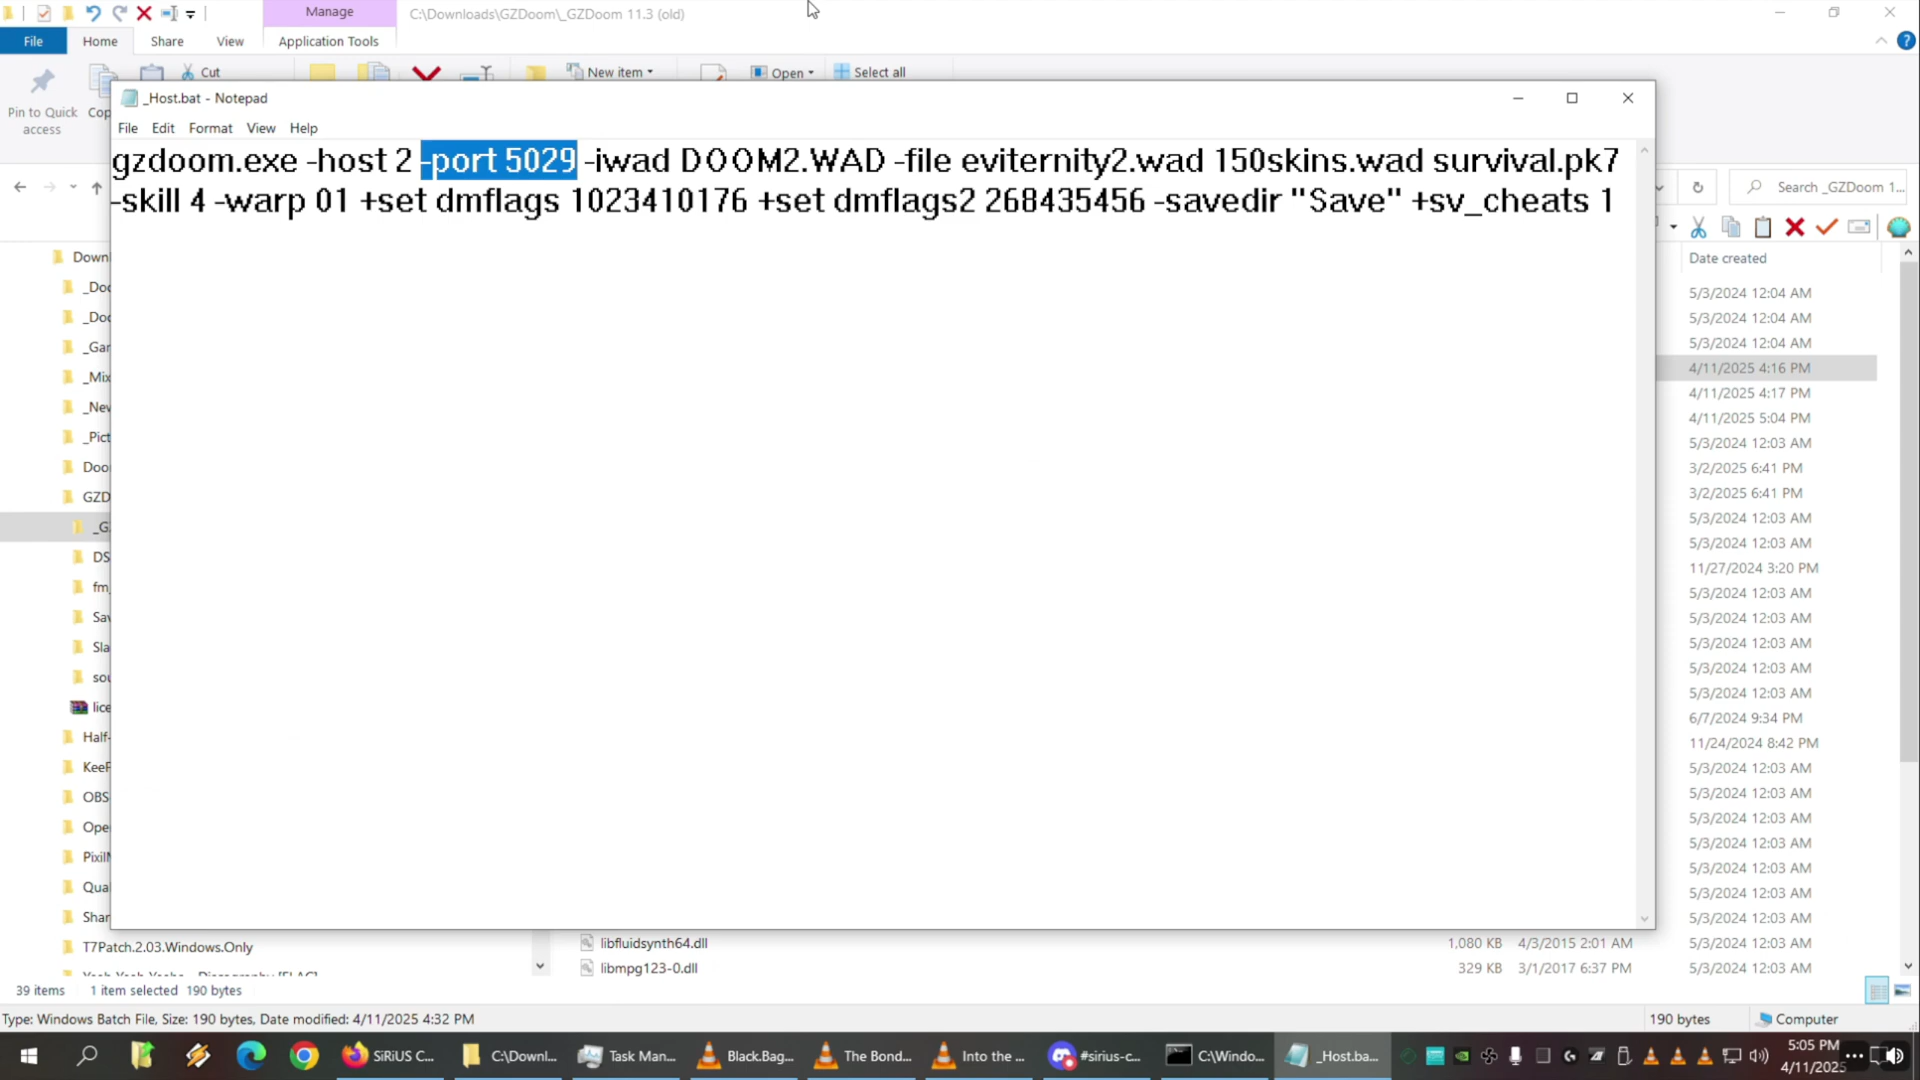 Manage
C:\Downloads\GZDoom\_GZDoom 11.3 (old)
File
Home
Share
View
Application Tools
Cut
New item
Open
Select all
Pin to Quick
access
_Host.bat - Notepad
File Edit Format View Help
gzdoom.exe -host 2 -port 5029 -iwad DOOM2.WAD -file eviternity2.wad 150skins.wad survival.pk7
-skill 4 -warp 01 +set dmflags 1023410176 +set dmflags2 268435456 -savedir "Save" +sv_cheats 1
Search _GZDoom 1...
Date created
5/3/2024 12:04 AM
5/3/2024 12:04 AM
5/3/2024 12:04 AM
4/11/2025 4:16 PM
4/11/2025 4:17 PM
4/11/2025 5:04 PM
5/3/2024 12:03 AM
3/2/2025 6:41 PM
3/2/2025 6:41 PM
5/3/2024 12:03 AM
5/3/2024 12:03 AM
11/27/2024 3:20 PM
5/3/2024 12:03 AM
5/3/2024 12:03 AM
5/3/2024 12:03 AM
5/3/2024 12:03 AM
5/3/2024 12:03 AM
6/7/2024 9:34 PM
11/24/2024 8:42 PM
5/3/2024 12:03 AM
5/3/2024 12:03 AM
5/3/2024 12:03 AM
5/3/2024 12:03 AM
5/3/2024 12:03 AM
5/3/2024 12:03 AM
5/3/2024 12:03 AM
5/3/2024 12:03 AM
5/3/2024 12:03 AM
T7Patch.2.03.Windows.Only
libfluidsynth64.dll 1,080 KB 4/3/2015 2:01 AM
libmpg123-0.dll 329 KB 3/1/2017 6:37 PM
39 items 1 item selected 190 bytes
Type: Windows Batch File, Size: 190 bytes, Date modified: 4/11/2025 4:32 PM
190 bytes
Computer
SiRiUS C...
C:\Downl...
Task Man...
Black.Bag...
The Bond...
Into the ...
#sirius-c...
C:\Windo...
_Host.ba...
5:05 PM
4/11/2025